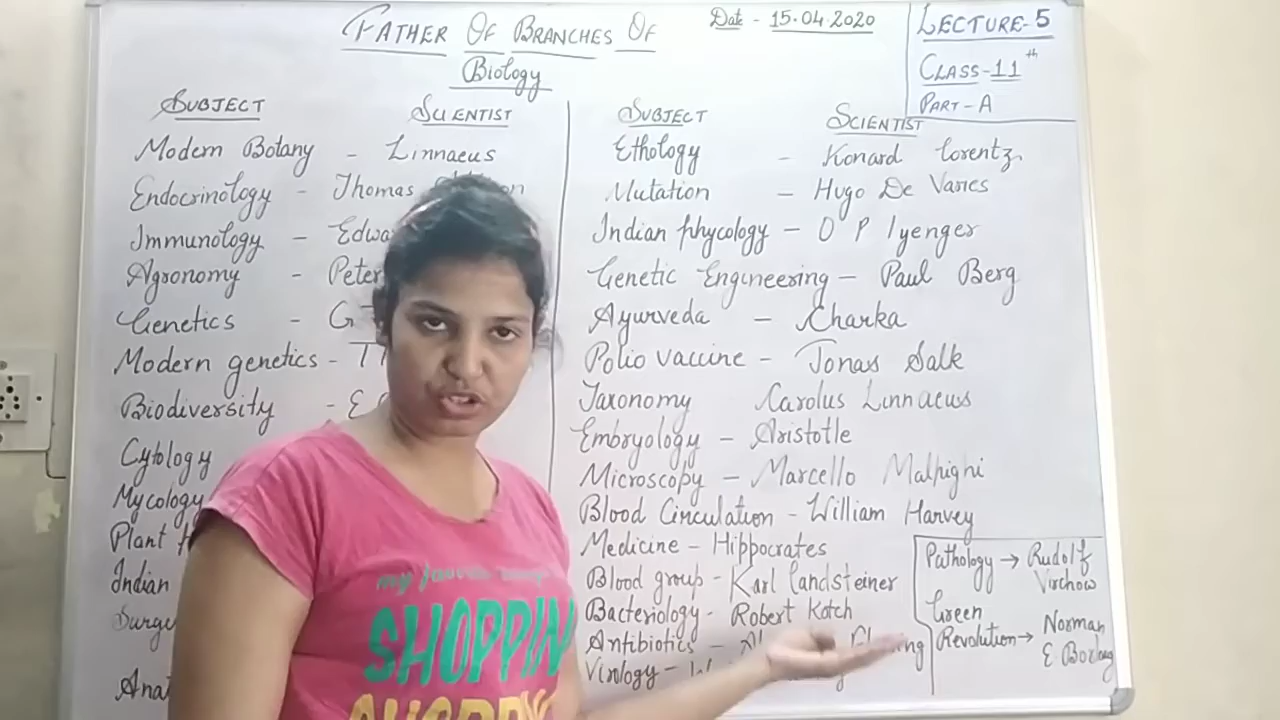 FATHER OF BRANCHES OF
Biology
Date - 15.04.2020
LECTURE-5
CLASS-11th
PART-A
SUBJECT SCIENTIST
Modern Botany - Linnaeus
Endocrinology - Thomas
Immunology -
Agronomy - Peter
Genetics -
Modern genetics -
Biodiversity -
Cytology
Mycology
Plant
Indian
SUBJECT SCIENTIST
Ethology - Konard Lorentz
Mutation - Hugo De Varies
Indian phycology - O P Iyenger
Genetic Engineering - Paul Berg
Ayurveda - Charka
Polio vaccine - Jonas Salk
Taxonomy Carolus Linnaeus
Embryology - Aristotle
Microscopy - Marcello Malpighi
Blood Circulation - William Harvey
Medicine - Hippocrates
Blood group - Karl landsteiner
Bacteriology - Robert Kotch
Antibiotics -
Virology -
Pathology → Rudolf
Virchow
Green
Revolution → Norman
E Borlaug
my favorite
SHOPPIN